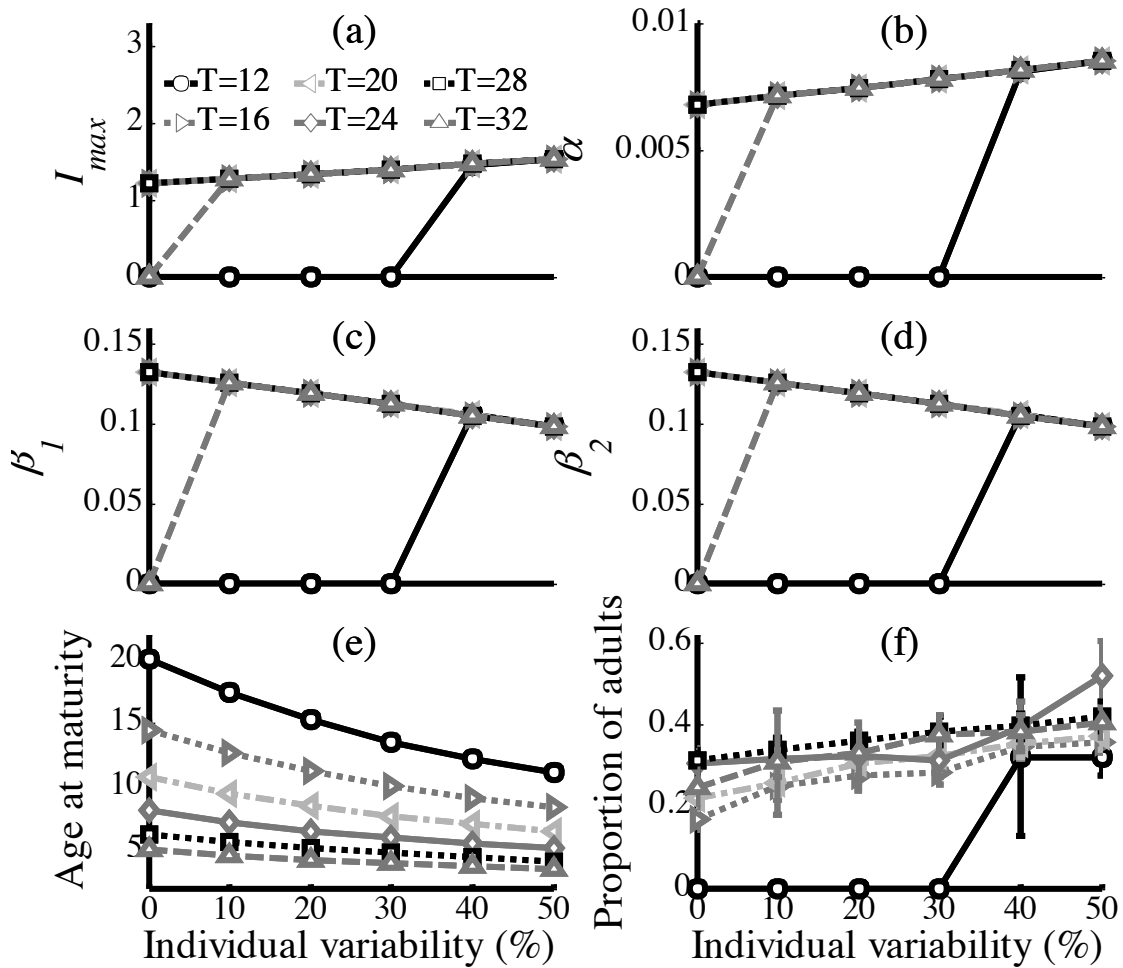 (a)
(b)
3
2
1
0
I max
T=12 T=20 T=28
T=16 T=24 T=32
0.01
0.005
0
α
(c)
(d)
0.15
0.1
0.05
0
β 1
0.15
0.1
0.05
0
β 2
(e)
(f)
20
15
10
5
Age at maturity
0 10 20 30 40 50
Individual variability (%)
0.6
0.4
0.2
0
Proportion of adults
0 10 20 30 40 50
Individual variability (%)